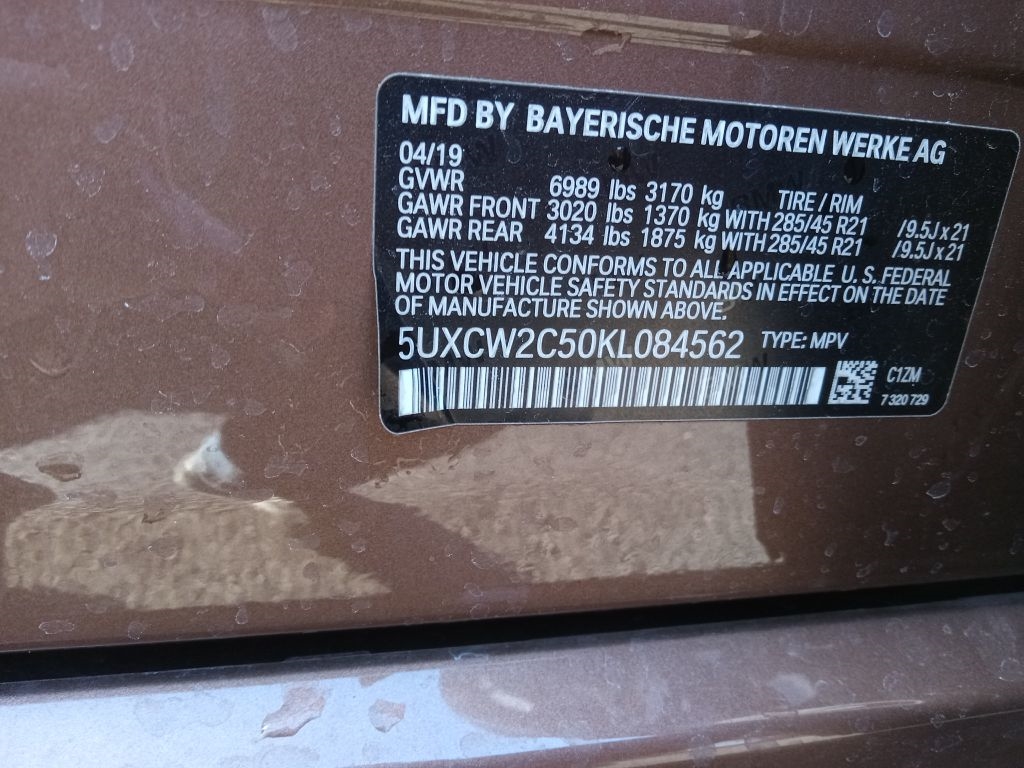 MFD BY BAYERISCHE MOTOREN WERKE AG
04/19
GVWR 6989 lbs 3170 kg TIRE / RIM
GAWR FRONT 3020 lbs 1370 kg WITH 285/45 R21 /9.5J x 21
GAWR REAR 4134 lbs 1875 kg WITH 285/45 R21 /9.5J x 21
THIS VEHICLE CONFORMS TO ALL APPLICABLE U. S. FEDERAL
MOTOR VEHICLE SAFETY STANDARDS IN EFFECT ON THE DATE
OF MANUFACTURE SHOWN ABOVE.
5UXCW2C50KL084562 TYPE: MPV
C1ZM
7 320 729